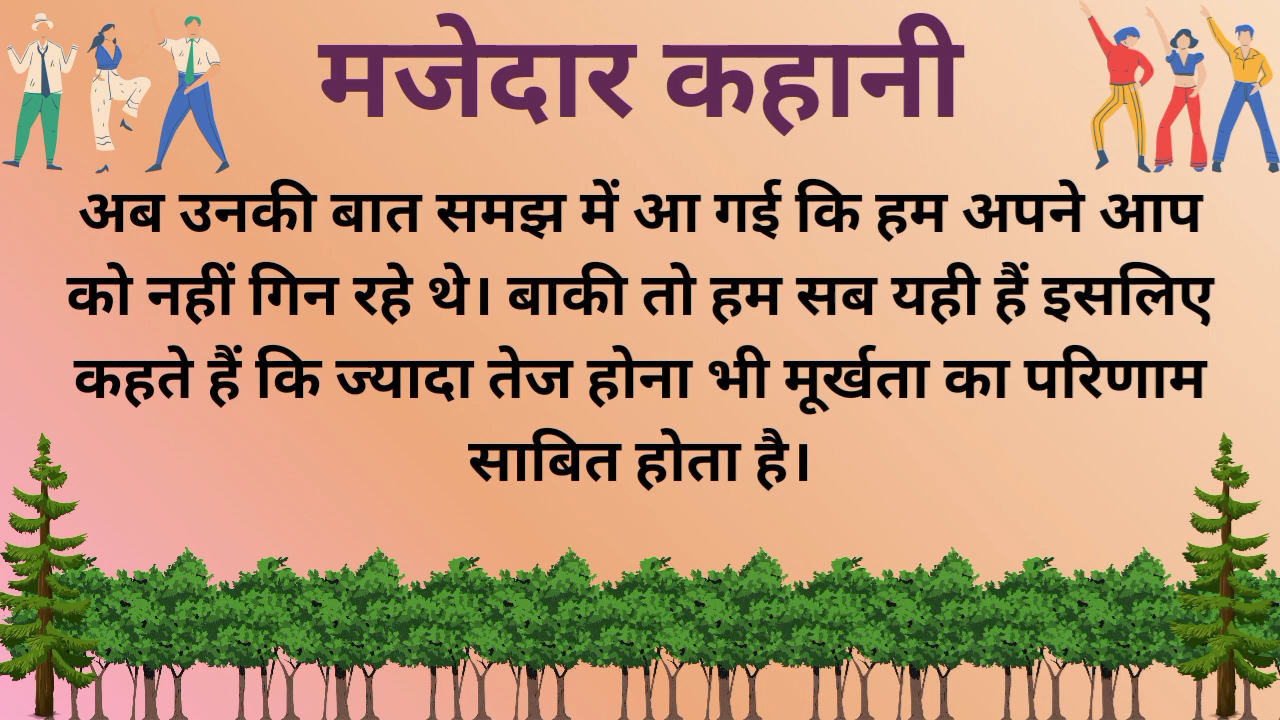 मजेदार कहानी
अब उनकी बात समझ में आ गई कि हम अपने आप
को नहीं गिन रहे थे। बाकी तो हम सब यही हैं इसलिए
कहते हैं कि ज्यादा तेज होना भी मूर्खता का परिणाम
साबित होता है।